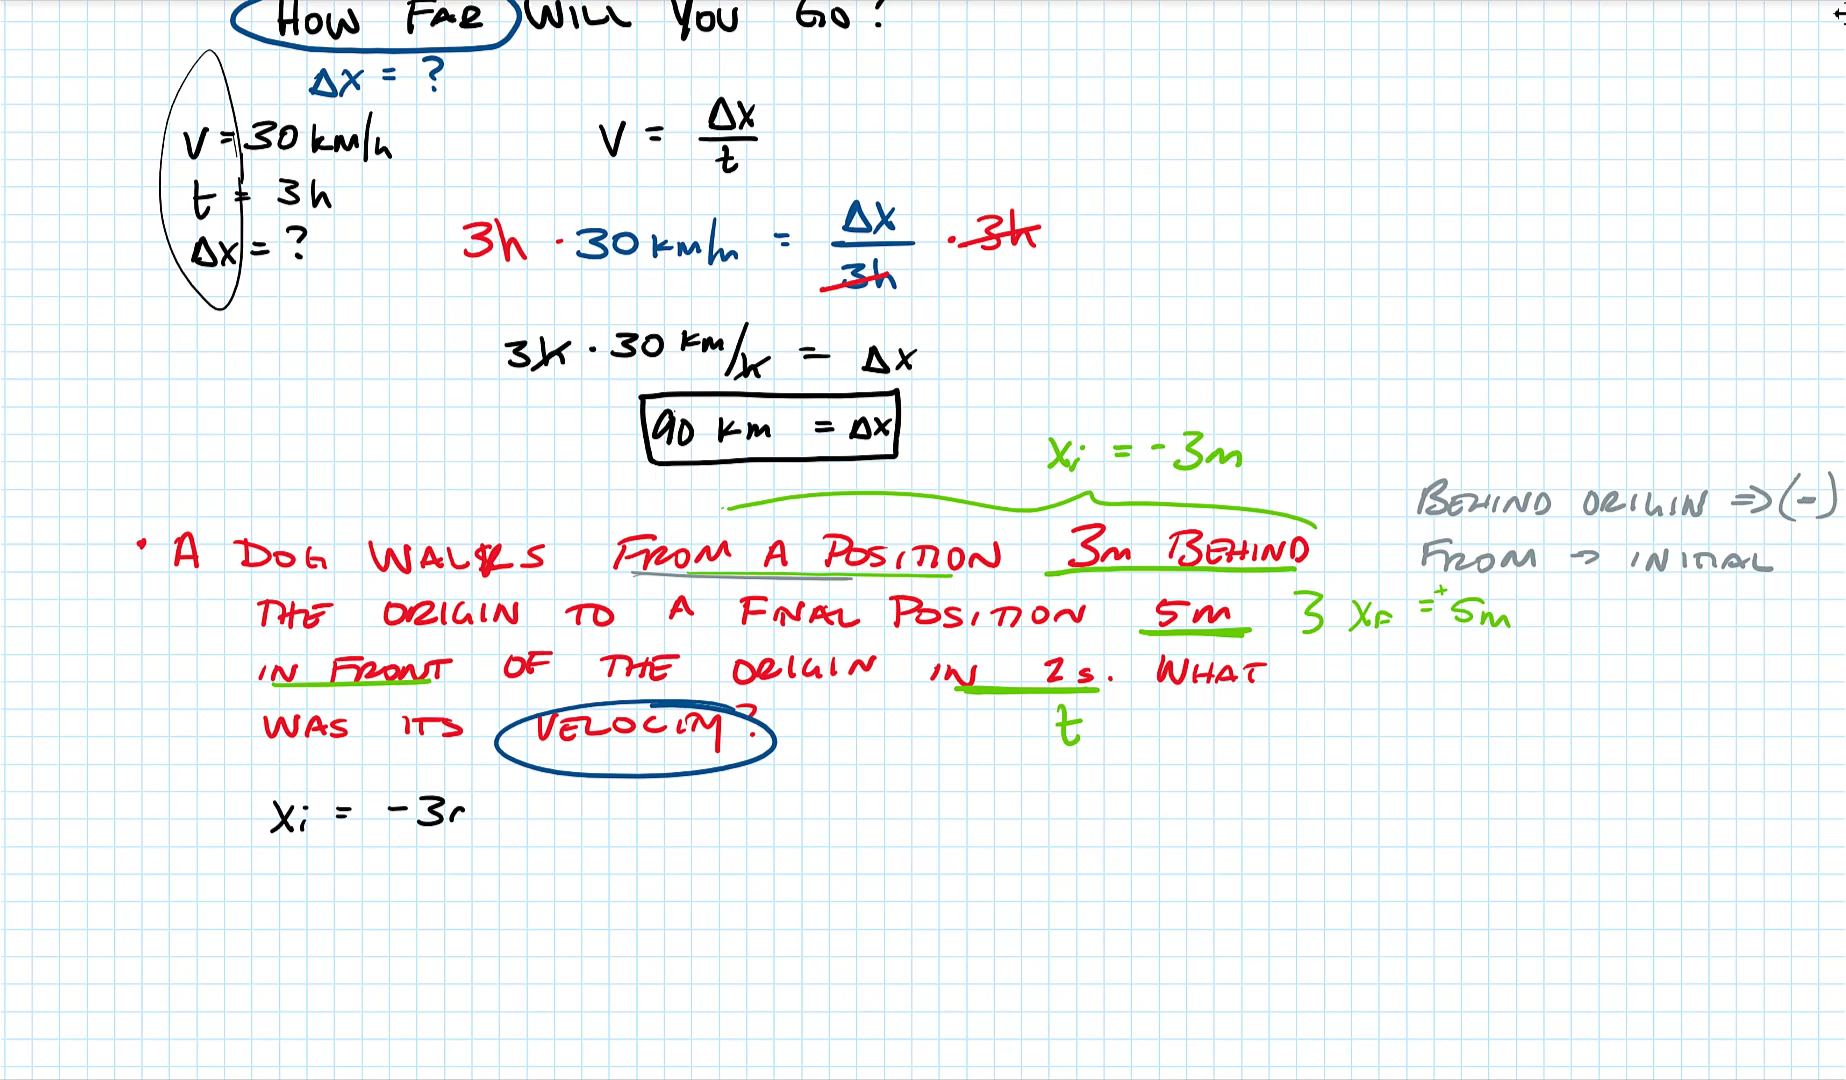 HOW FAR WILL YOU GO?
Δx = ?
v = 30 km/h
t = 3h
Δx = ?
V = Δx / t
3h · 30 km/h = Δx / 3h · 3h
3h · 30 km/h = Δx
90 km = Δx
xi = -3m
BEHIND ORIGIN => (-)
FROM → INITIAL
• A DOG WALKS FROM A POSITION 3m BEHIND
THE ORIGIN TO A FINAL POSITION 5m } xF = +5m
IN FRONT OF THE ORIGIN IN 2s. WHAT
t
WAS ITS VELOCITY?
xi = -3